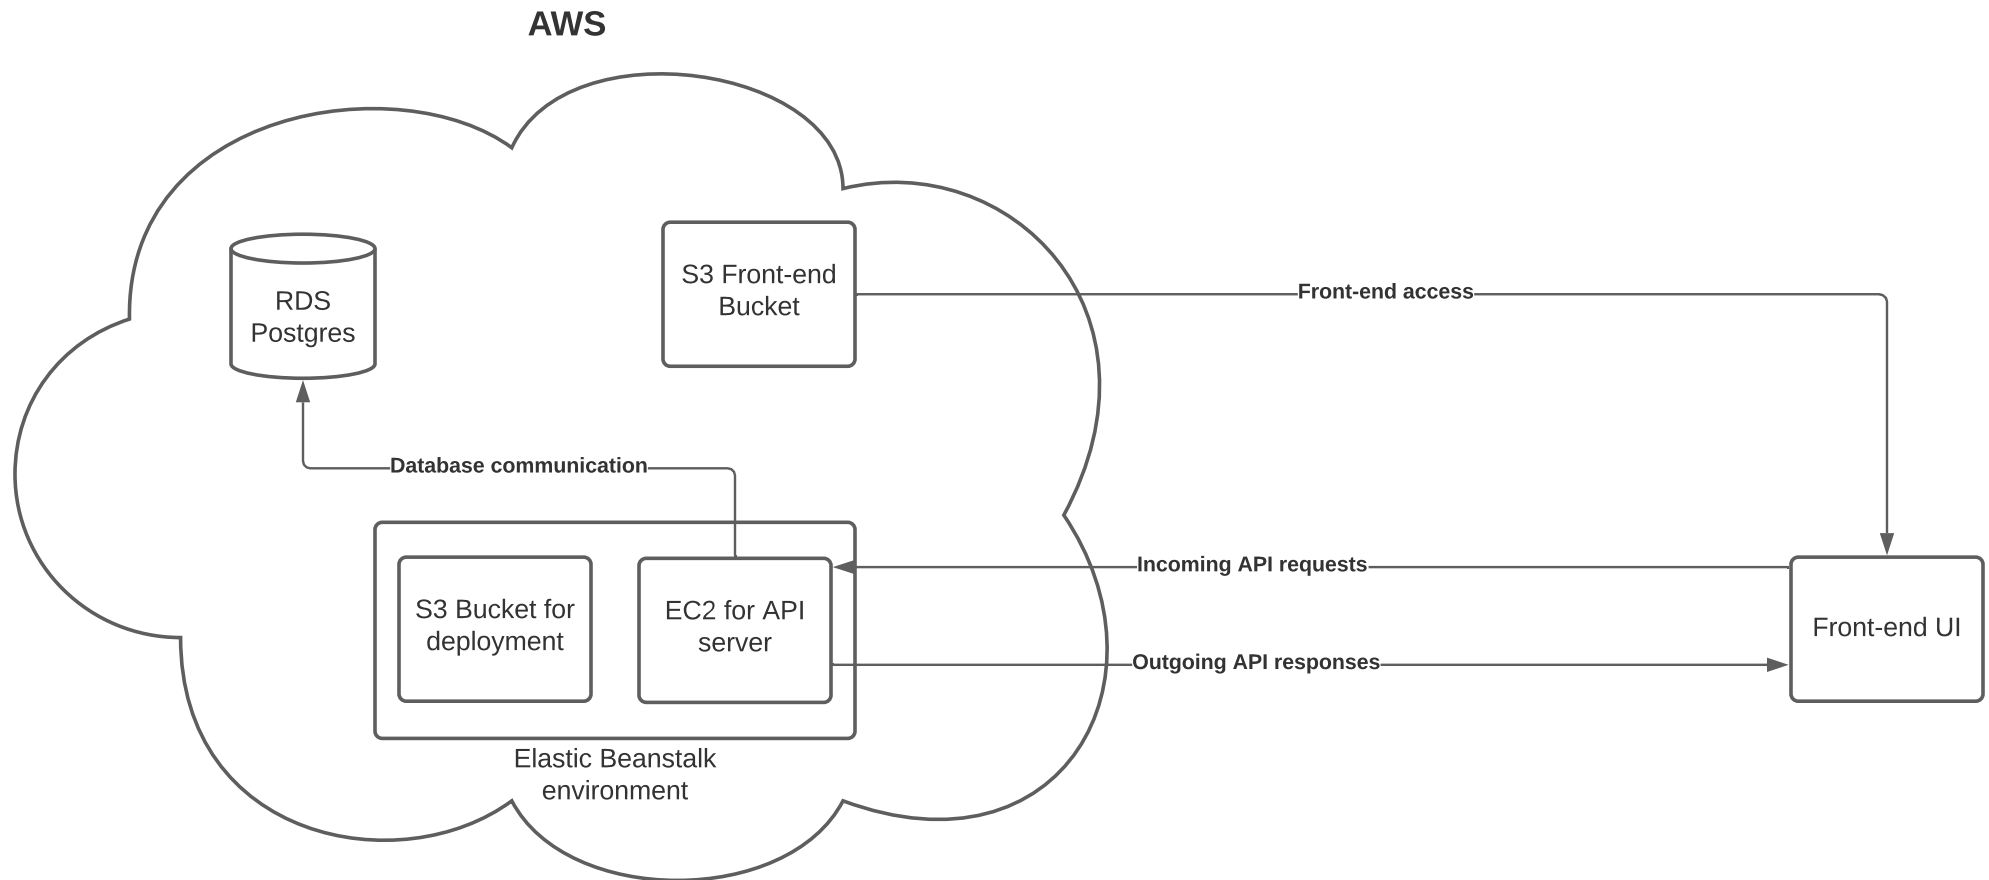 AWS
S3 Front-end
Bucket
Front-end access
RDS
Postgres
Database communication
Incoming API requests
S3 Bucket for
deployment
EC2 for API
server
Front-end UI
Outgoing API responses
Elastic Beanstalk
environment